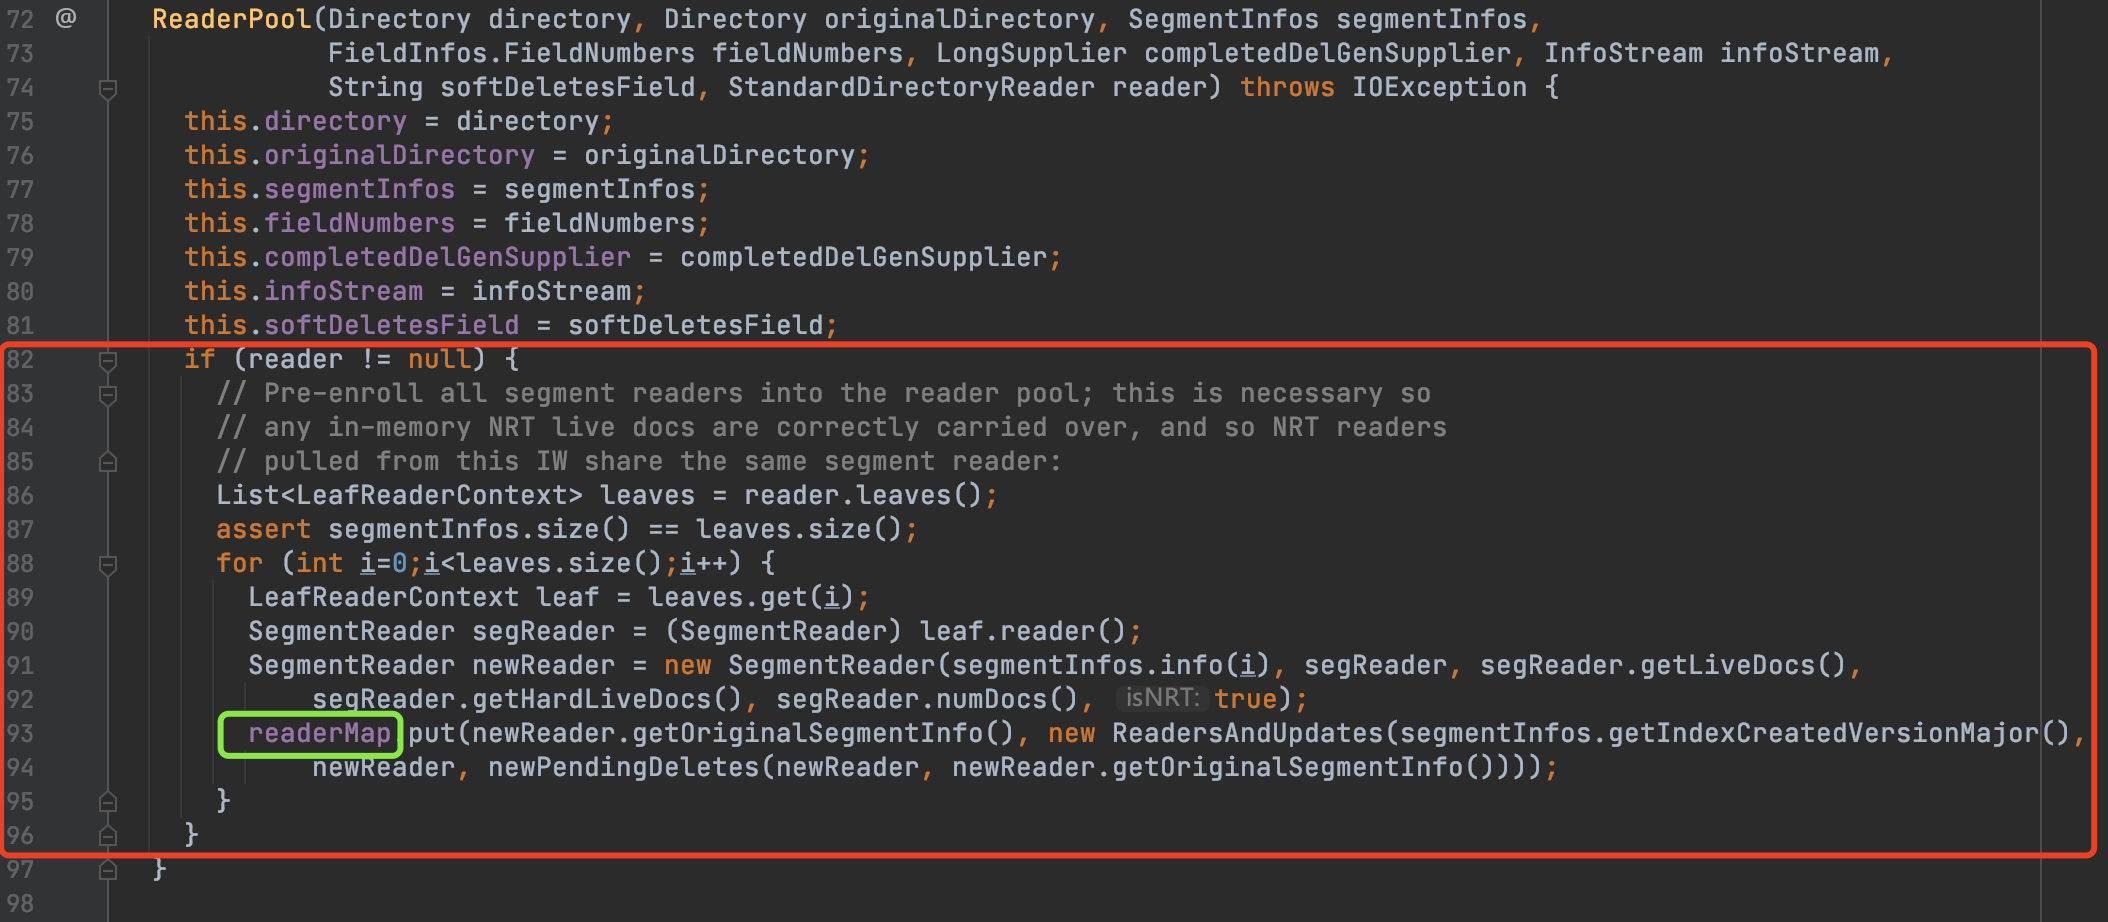 72 @ ReaderPool(Directory directory, Directory originalDirectory, SegmentInfos segmentInfos,
73 FieldInfos.FieldNumbers fieldNumbers, LongSupplier completedDelGenSupplier, InfoStream infoStream,
74 String softDeletesField, StandardDirectoryReader reader) throws IOException {
75 this.directory = directory;
76 this.originalDirectory = originalDirectory;
77 this.segmentInfos = segmentInfos;
78 this.fieldNumbers = fieldNumbers;
79 this.completedDelGenSupplier = completedDelGenSupplier;
80 this.infoStream = infoStream;
81 this.softDeletesField = softDeletesField;
82 if (reader != null) {
83 // Pre-enroll all segment readers into the reader pool; this is necessary so
84 // any in-memory NRT live docs are correctly carried over, and so NRT readers
85 // pulled from this IW share the same segment reader:
86 List<LeafReaderContext> leaves = reader.leaves();
87 assert segmentInfos.size() == leaves.size();
88 for (int i=0;i<leaves.size();i++) {
89 LeafReaderContext leaf = leaves.get(i);
90 SegmentReader segReader = (SegmentReader) leaf.reader();
91 SegmentReader newReader = new SegmentReader(segmentInfos.info(i), segReader, segReader.getLiveDocs(),
92 segReader.getHardLiveDocs(), segReader.numDocs(), isNRT: true);
93 readerMap put(newReader.getOriginalSegmentInfo(), new ReadersAndUpdates(segmentInfos.getIndexCreatedVersionMajor(),
94 newReader, newPendingDeletes(newReader, newReader.getOriginalSegmentInfo())));
95 }
96 }
97 }
98